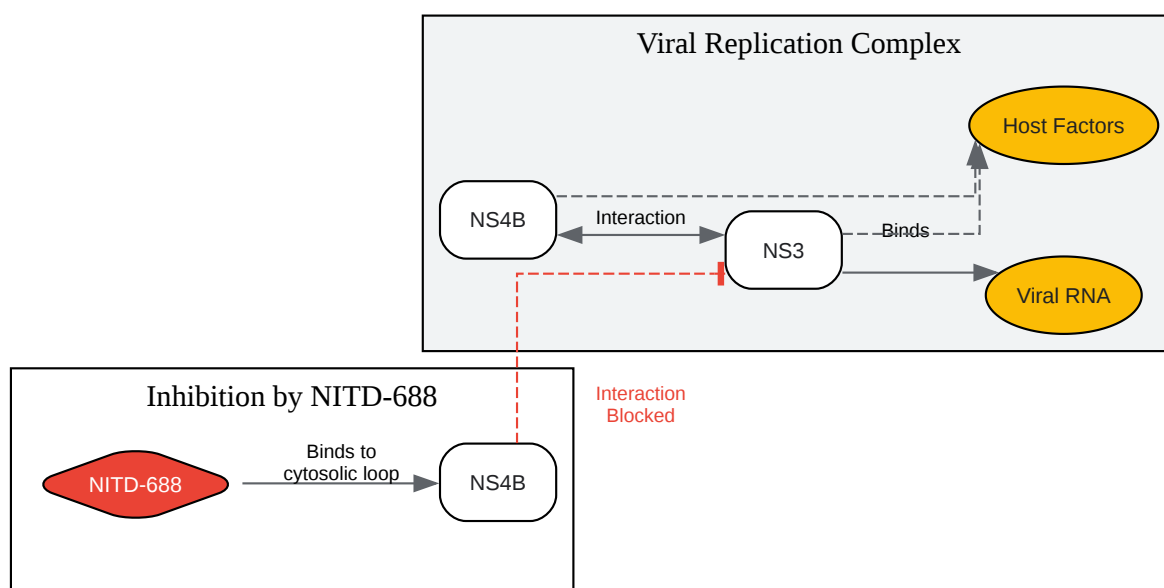 Viral Replication Complex
Host Factors
NS4B
Interaction
NS3
Binds
Viral RNA
Inhibition by NITD-688
Interaction
Blocked
NITD-688
Binds to
cytosolic loop
NS4B